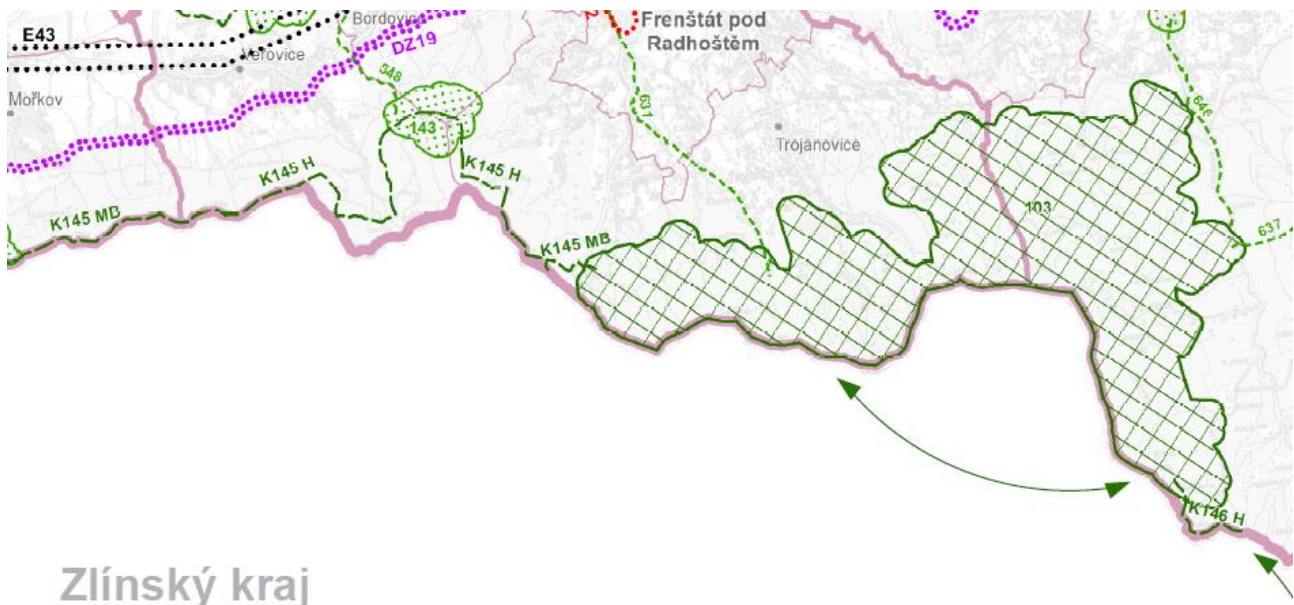 Bordovice
Frenštát pod
Radhoštěm
E43
DZ19
Veřovice
548
Mořkov
631
646
143
Trojanovice
K145 H
K145 H
103
K145 MB
K145 MB
637
K146 H
Zlínský kraj